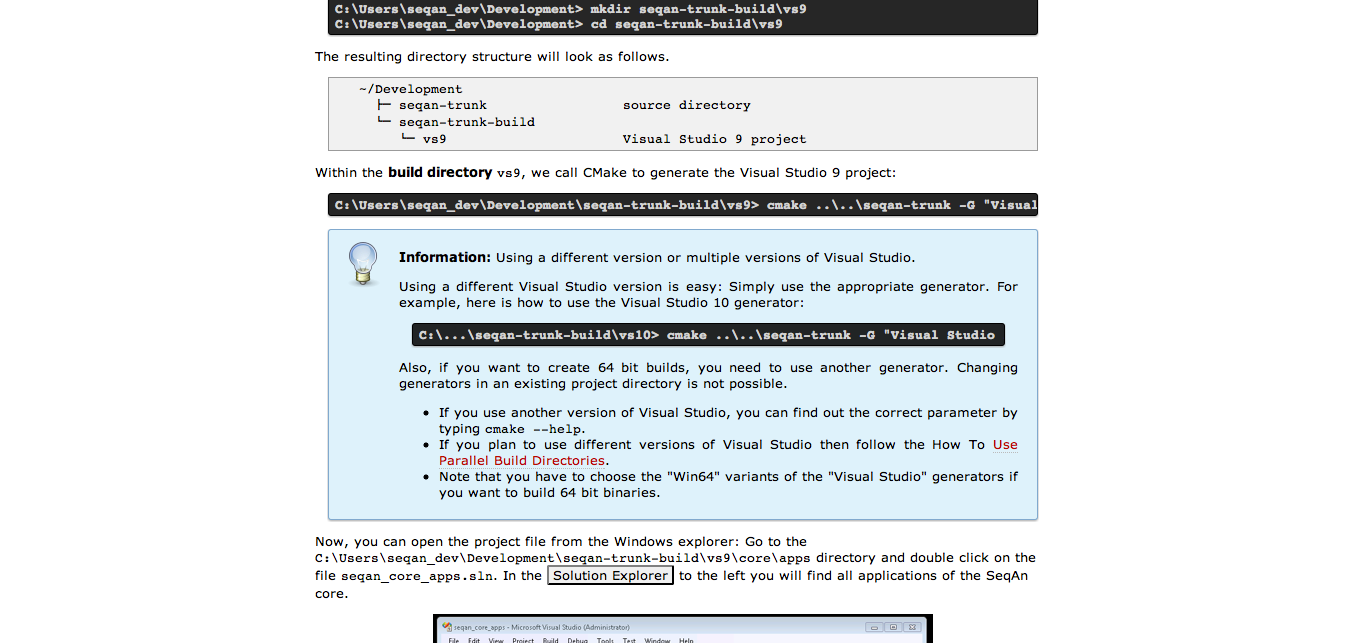 C:\Users\seqan_dev\Development> mkdir seqan-trunk-build\vs9
C:\Users\seqan_dev\Development> cd seqan-trunk-build\vs9
The resulting directory structure will look as follows.
~/Development
├─ seqan-trunk source directory
└─ seqan-trunk-build
└─ vs9 Visual Studio 9 project
Within the build directory vs9, we call CMake to generate the Visual Studio 9 project:
C:\Users\seqan_dev\Development\seqan-trunk-build\vs9> cmake ..\..\seqan-trunk -G "Visual
Information: Using a different version or multiple versions of Visual Studio.
Using a different Visual Studio version is easy: Simply use the appropriate generator. For
example, here is how to use the Visual Studio 10 generator:
C:\...\seqan-trunk-build\vs10> cmake ..\..\seqan-trunk -G "Visual Studio
Also, if you want to create 64 bit builds, you need to use another generator. Changing
generators in an existing project directory is not possible.
• If you use another version of Visual Studio, you can find out the correct parameter by
typing cmake --help.
• If you plan to use different versions of Visual Studio then follow the How To Use
Parallel Build Directories.
• Note that you have to choose the "Win64" variants of the "Visual Studio" generators if
you want to build 64 bit binaries.
Now, you can open the project file from the Windows explorer: Go to the
C:\Users\seqan_dev\Development\seqan-trunk-build\vs9\core\apps directory and double click on the
file seqan_core_apps.sln. In the Solution Explorer to the left you will find all applications of the SeqAn
core.
seqan_core_apps - Microsoft Visual Studio (Administrator)
File Edit View Project Build Debug Tools Test Window Help